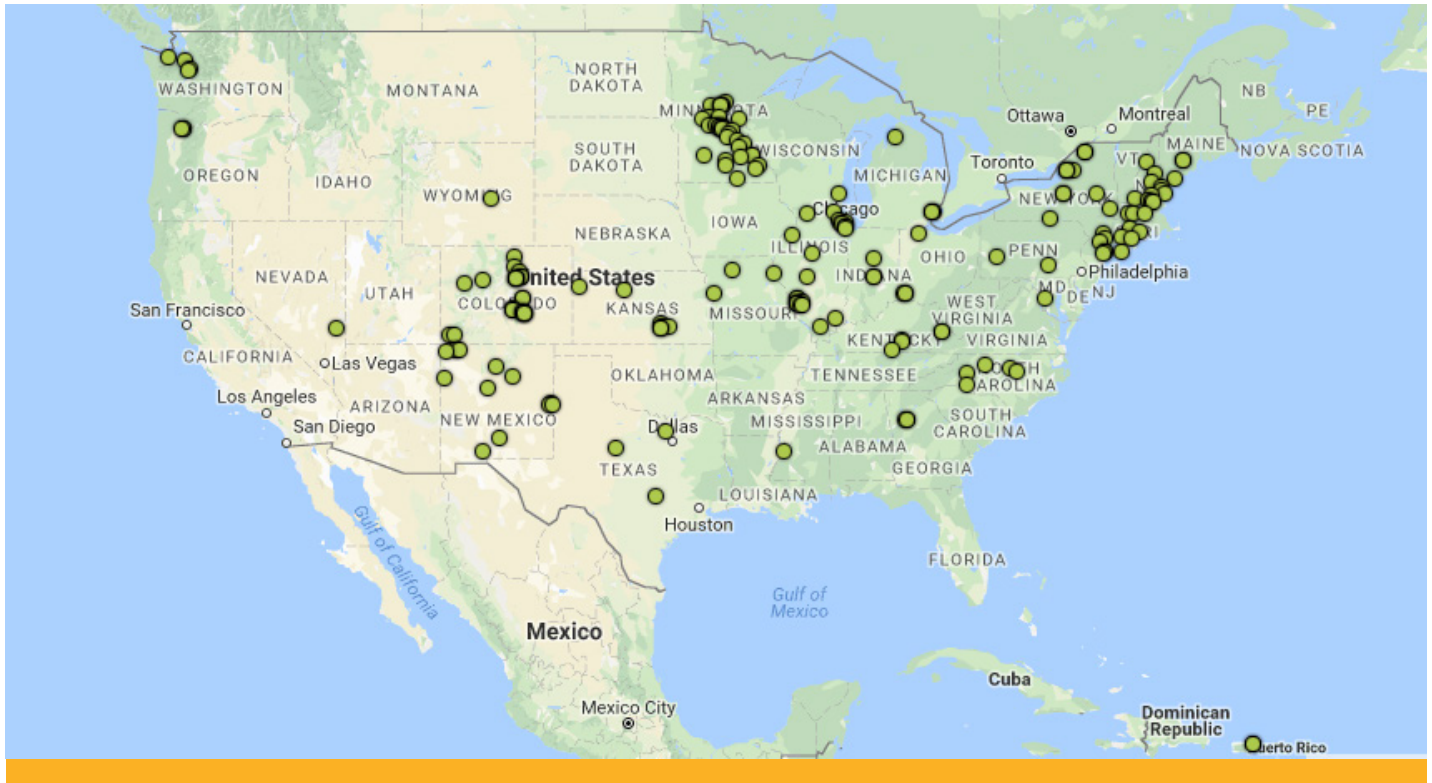 NB
PE
NORTH
DAKOTA
WASHINGTON
MONTANA
Ottawa
Montreal
SOUTH
DAKOTA
WISCONSIN
MAINE
NOVA SCOTIA
Toronto
VT
OREGON
IDAHO
MICHIGAN
WYOMING
Chicago
IOWA
NEBRASKA
ILLINOIS
PENN
OHIO
NEVADA
United States
INDIANA
Philadelphia
UTAH
COLORADO
MD
DE
NJ
San Francisco
KANSAS
MISSOURI
WEST
VIRGINIA
CALIFORNIA
Las Vegas
KENTUCKY
VIRGINIA
OKLAHOMA
TENNESSEE
NORTH
CAROLINA
Los Angeles
ARIZONA
ARKANSAS
NEW MEXICO
Dallas
MISSISSIPPI
SOUTH
CAROLINA
San Diego
ALABAMA
TEXAS
GEORGIA
LOUISIANA
Houston
Gulf of California
FLORIDA
Gulf of
Mexico
Mexico
Cuba
Mexico City
Dominican
Republic
uerto Rico